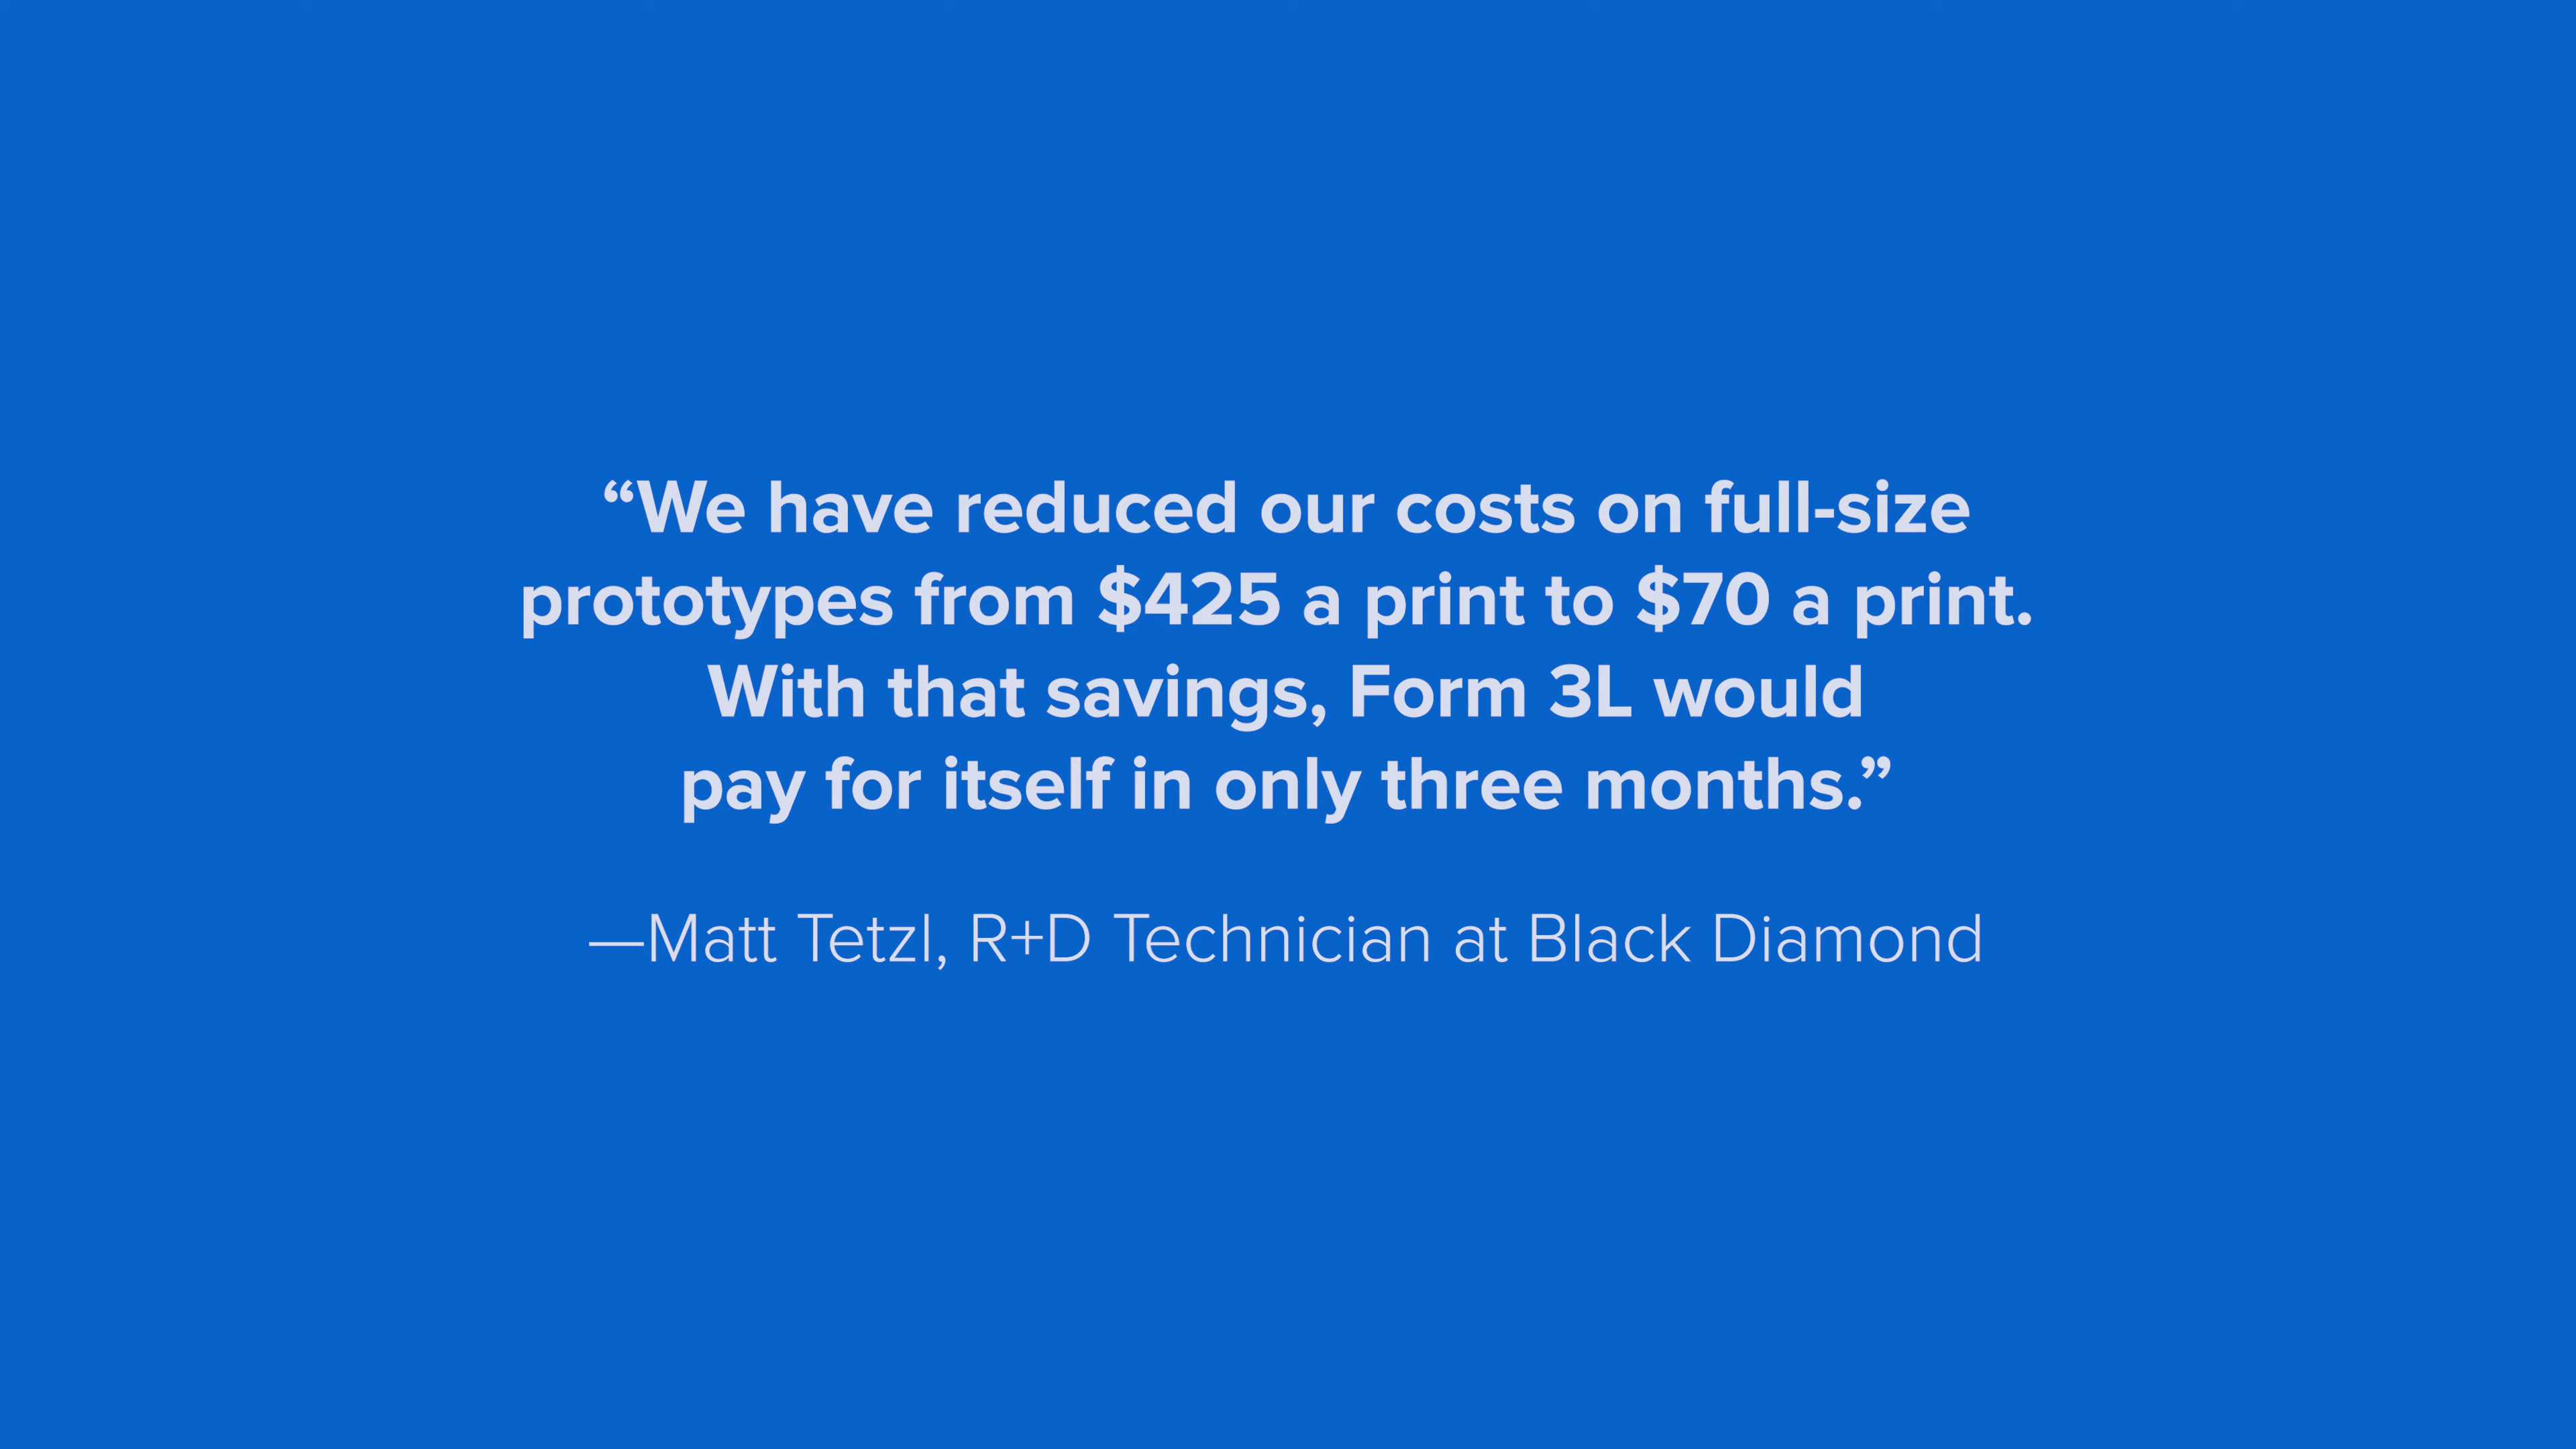 “We have reduced our costs on full-size
prototypes from $425 a print to $70 a print.
With that savings, Form 3L would
pay for itself in only three months.”
—Matt Tetzl, R+D Technician at Black Diamond